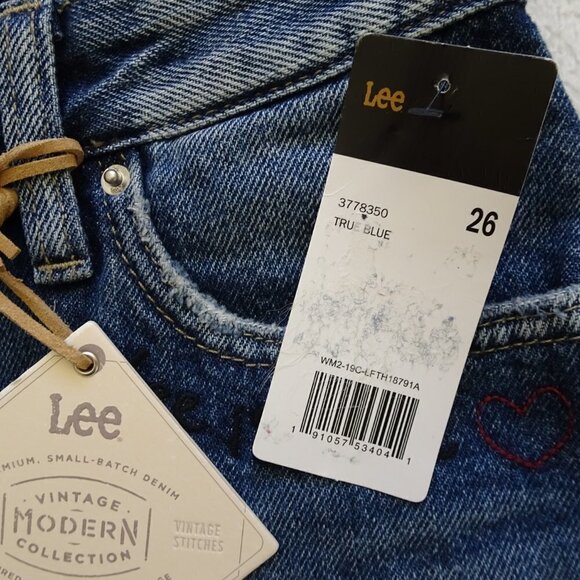 Lee
3778350
TRUE BLUE
26
WM2-19C-LFTH18791A
1 91057 53404 1
Lee
SMALL-BATCH DENIM
VINTAGE
MODERN
COLLECTION
VINTAGE
STITCHES